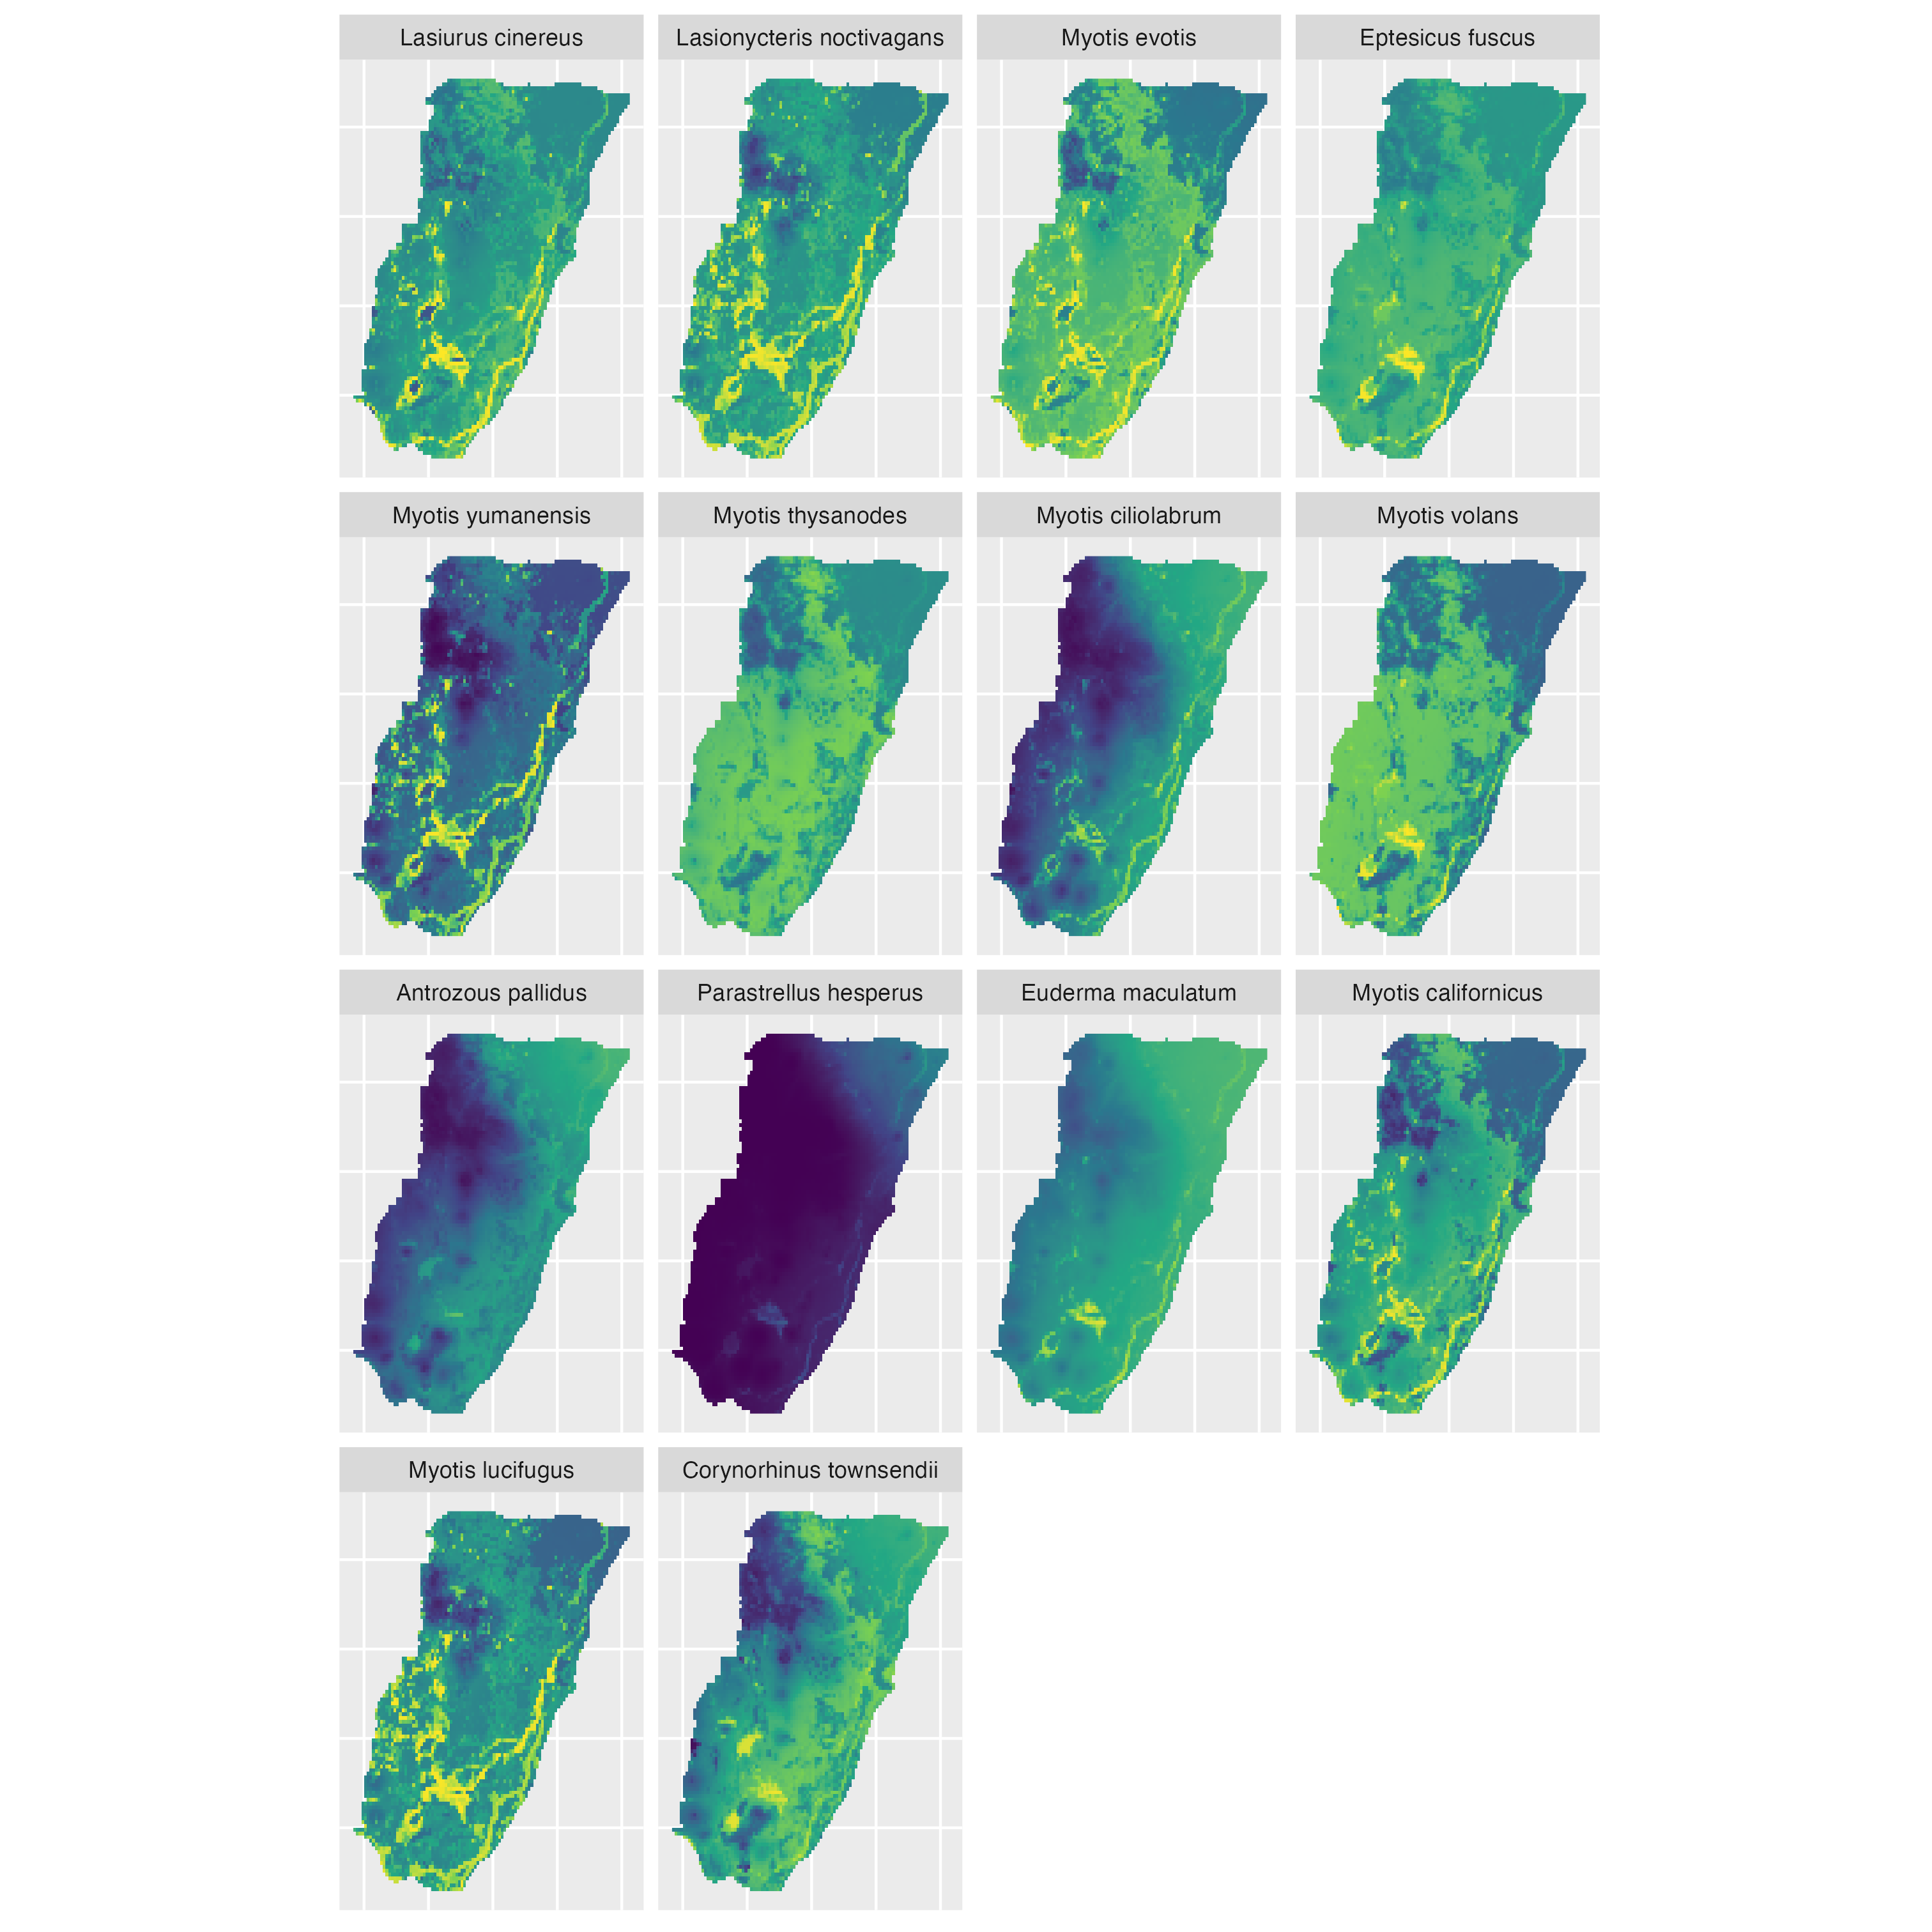 Lasiurus cinereus
Lasionycteris noctivagans
Myotis evotis
Eptesicus fuscus
Myotis yumanensis
Myotis thysanodes
Myotis ciliolabrum
Myotis volans
Antrozous pallidus
Parastrellus hesperus
Euderma maculatum
Myotis californicus
Myotis lucifugus
Corynorhinus townsendii